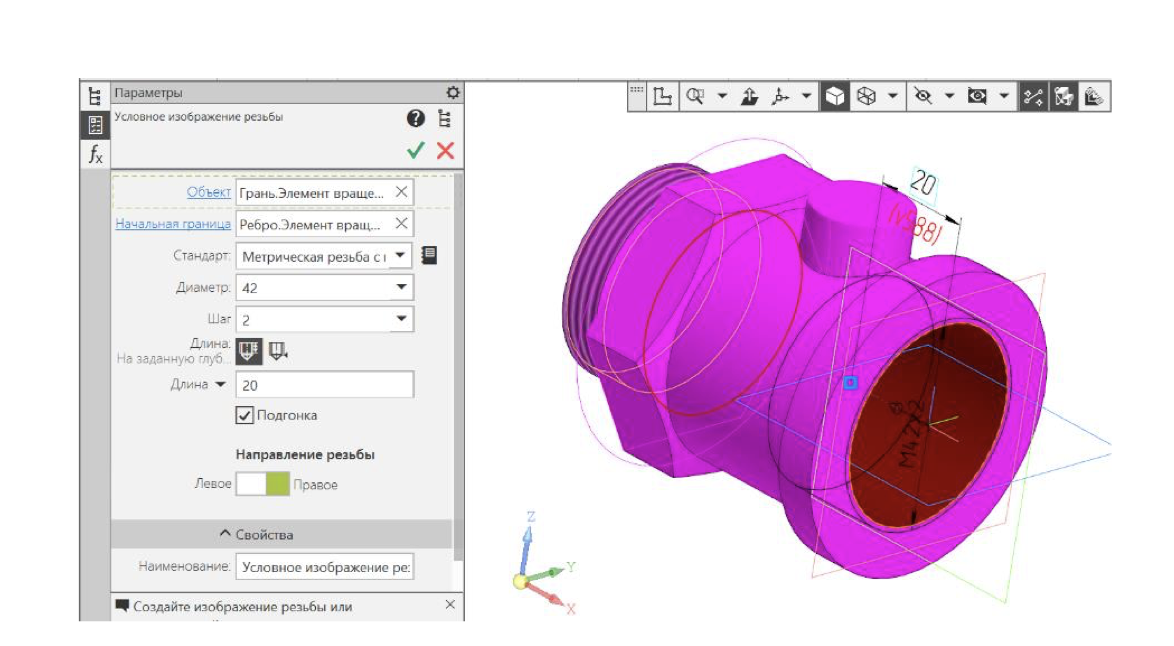 Параметры
Условное изображение резьбы
fx
Объект Грань.Элемент враще...
Начальная граница Ребро.Элемент вращ...
Стандарт: Метрическая резьба с
Диаметр: 42
Шаг 2
Длина:
На заданную глуб...
Длина 20
Подгонка
Направление резьбы
Левое Правое
Свойства
Наименование: Условное изображение ре:
Создайте изображение резьбы или
20
M42x2
Z
Y
X